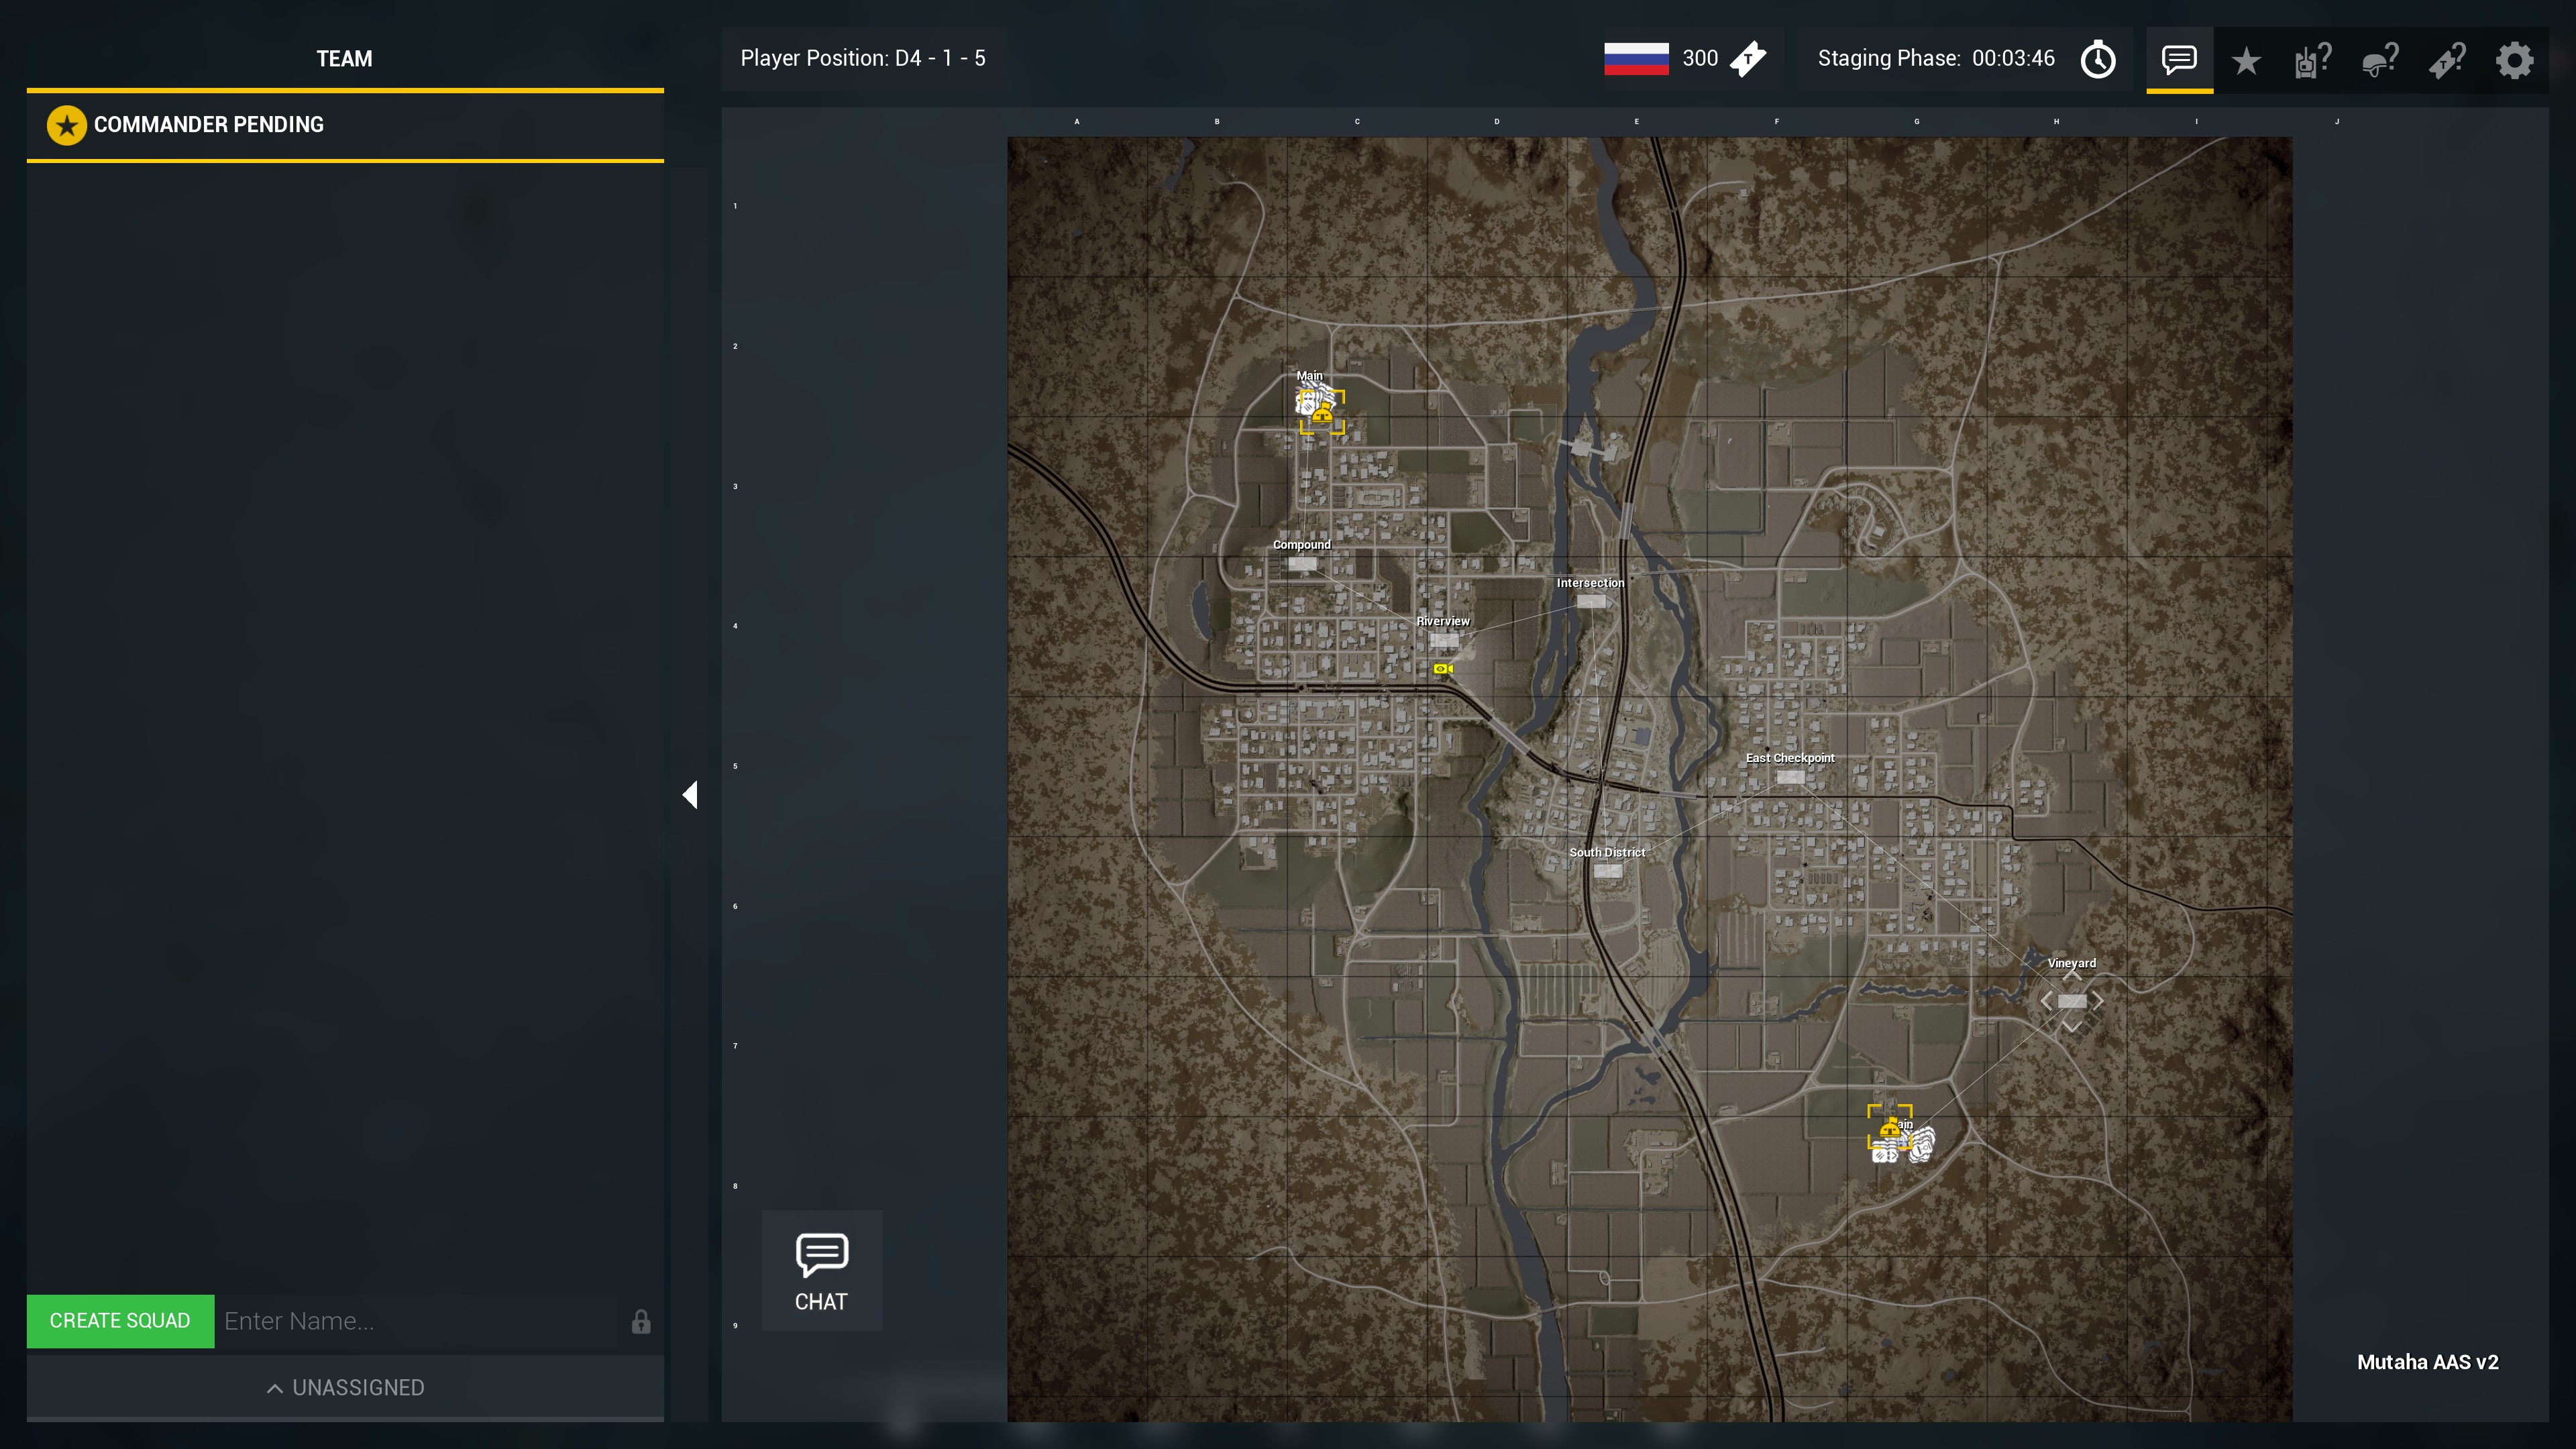 TEAM
Player Position: D4 - 1 - 5
300
T
Staging Phase: 00:03:46
?
?
T?
COMMANDER PENDING
A B C D E F G H I J
1
2
Main
3
Compound
Intersection
4
Riverview
5
East Checkpoint
South District
6
Vineyard
7
ain
8
CHAT
9
CREATE SQUAD
Enter Name...
Mutaha AAS v2
UNASSIGNED